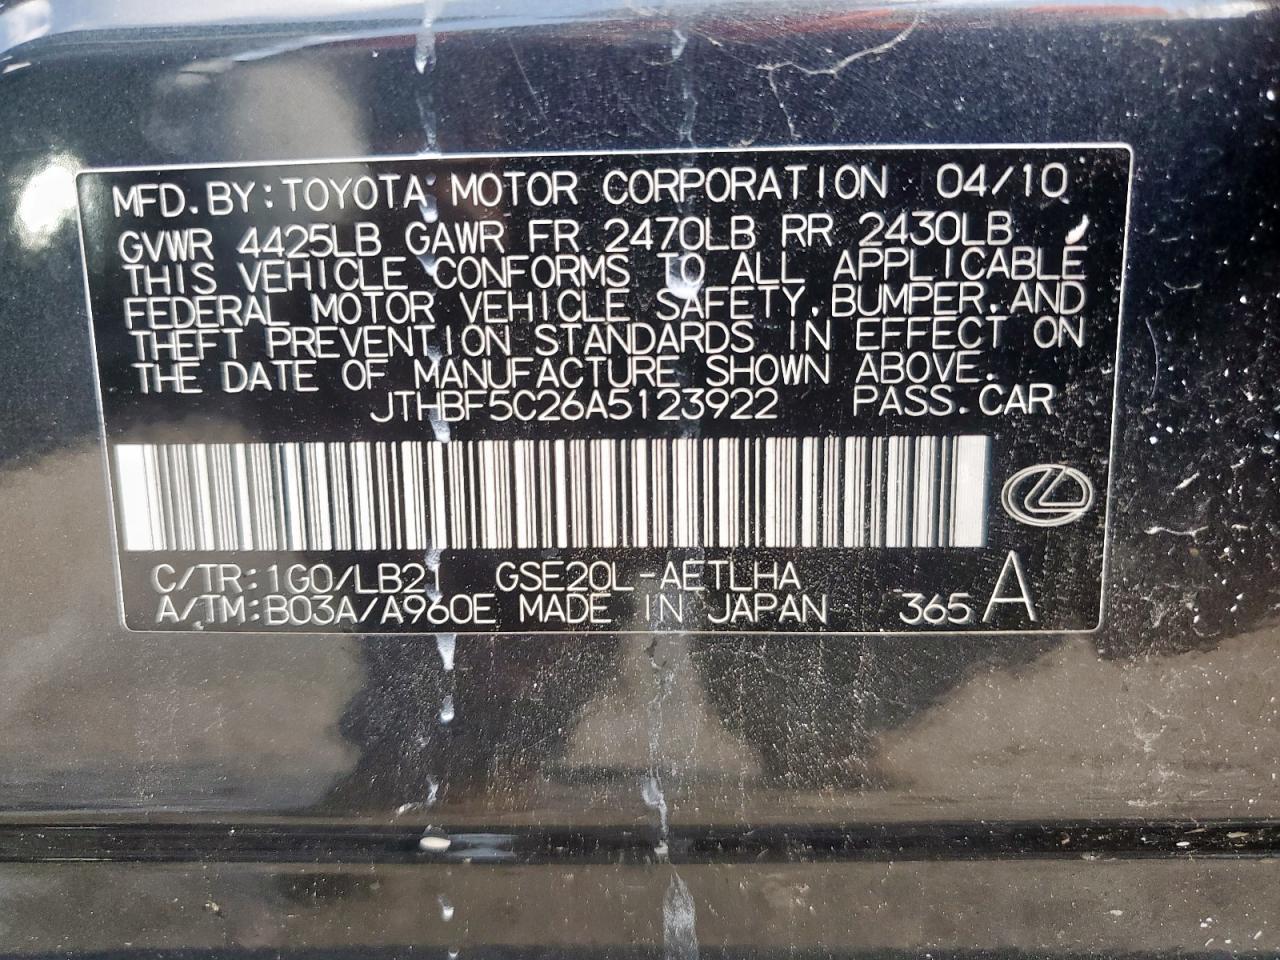 MFD. BY: TOYOTA MOTOR CORPORATION 04/10
GVWR 4425LB GAWR FR 2470LB RR 2430LB
THIS VEHICLE CONFORMS TO ALL APPLICABLE
FEDERAL MOTOR VEHICLE SAFETY, BUMPER, AND
THEFT PREVENTION STANDARDS IN EFFECT ON
THE DATE OF MANUFACTURE SHOWN ABOVE.
JTHBF5C26A5123922 PASS. CAR
C/TR: 1G0/LB21 GSE20L-AETLHA
A/TM: B03A/A960E MADE IN JAPAN 365 A